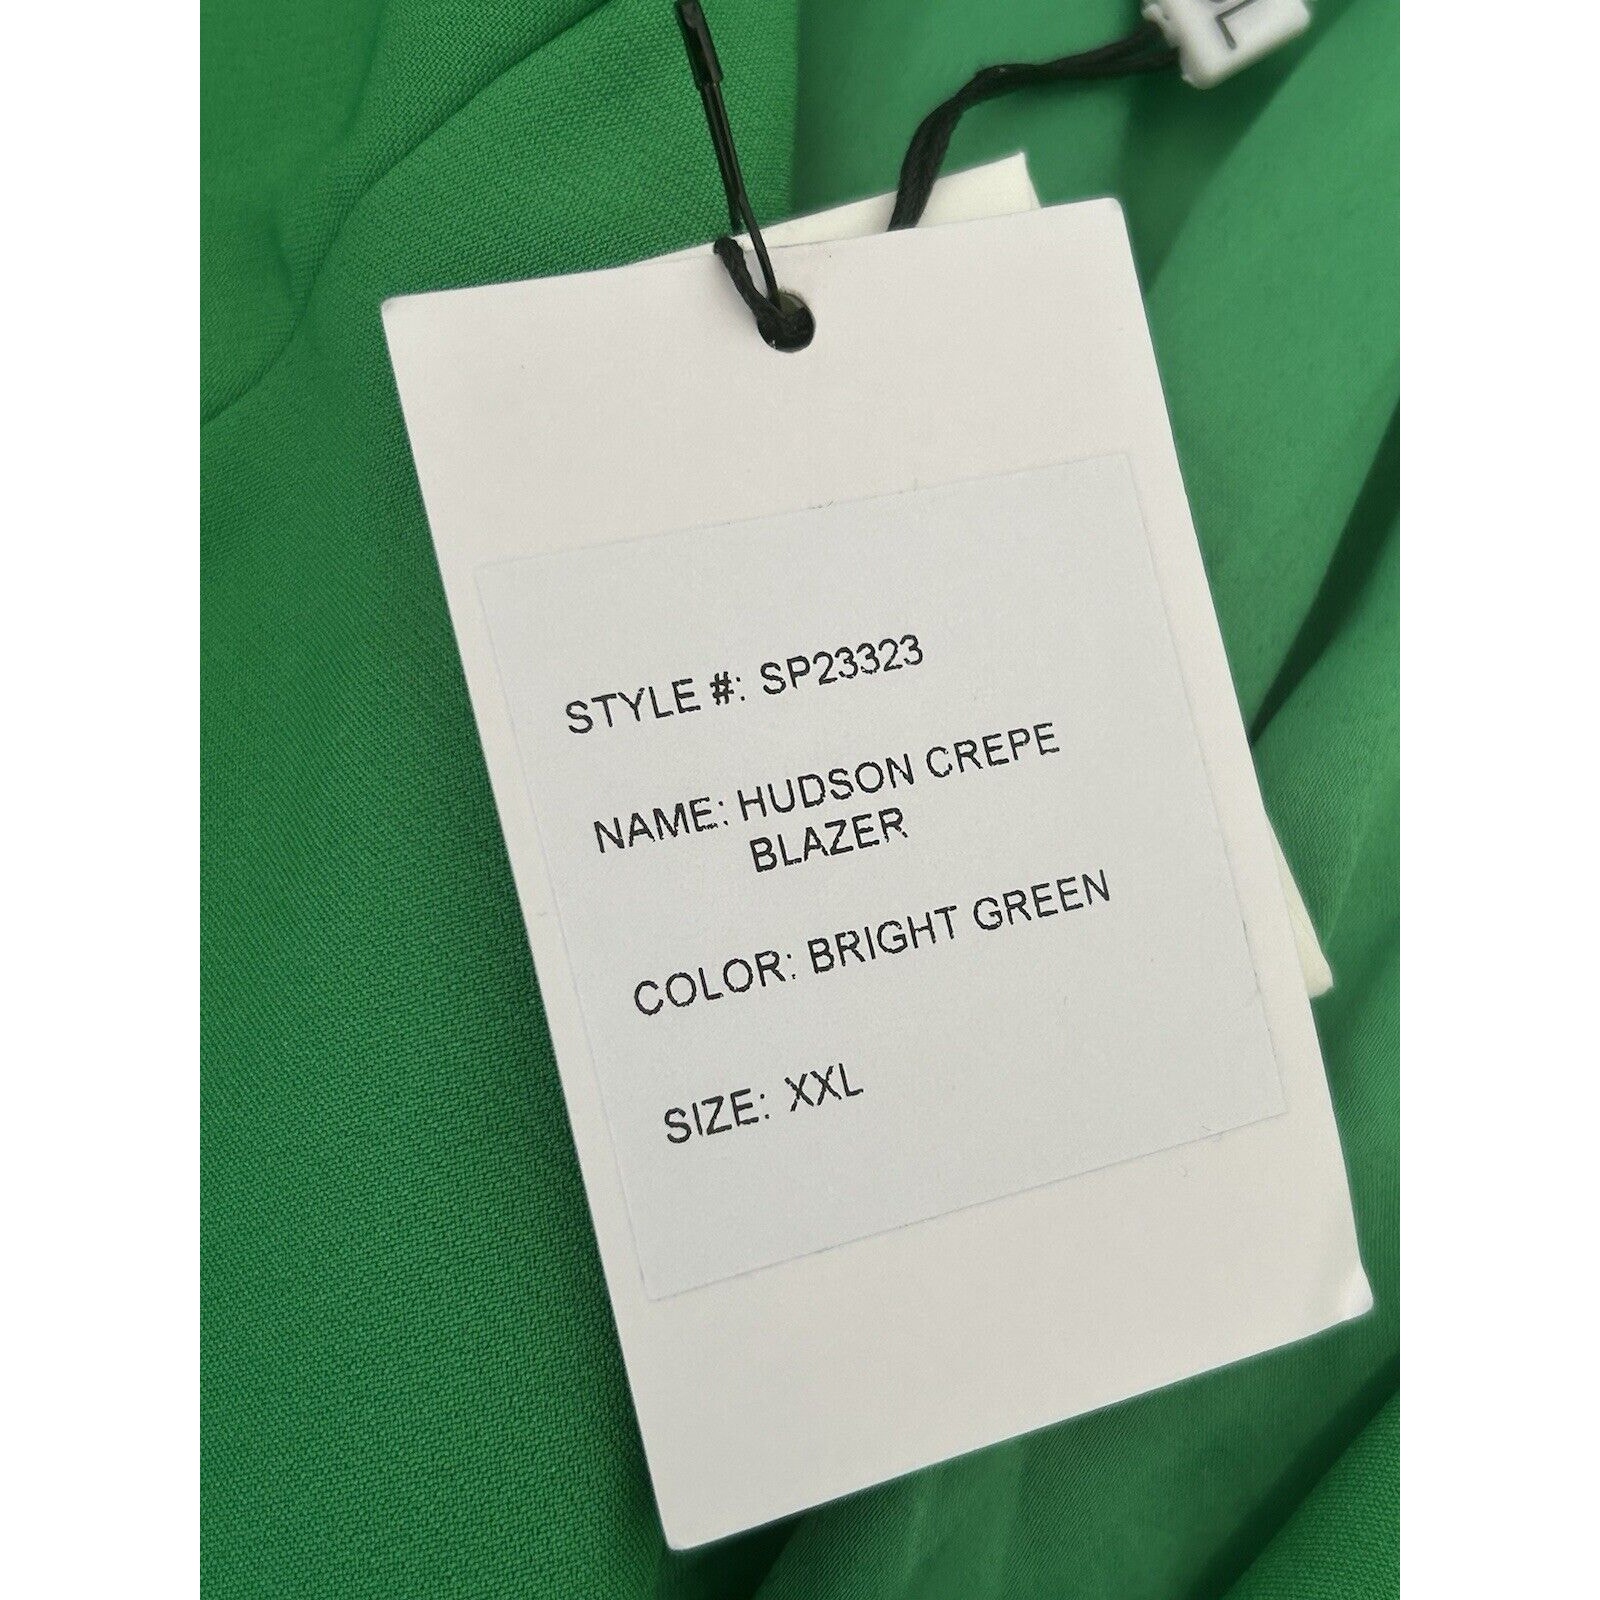 STYLE #: SP23323
NAME: HUDSON CREPE
BLAZER
COLOR: BRIGHT GREEN
SIZE: XXL